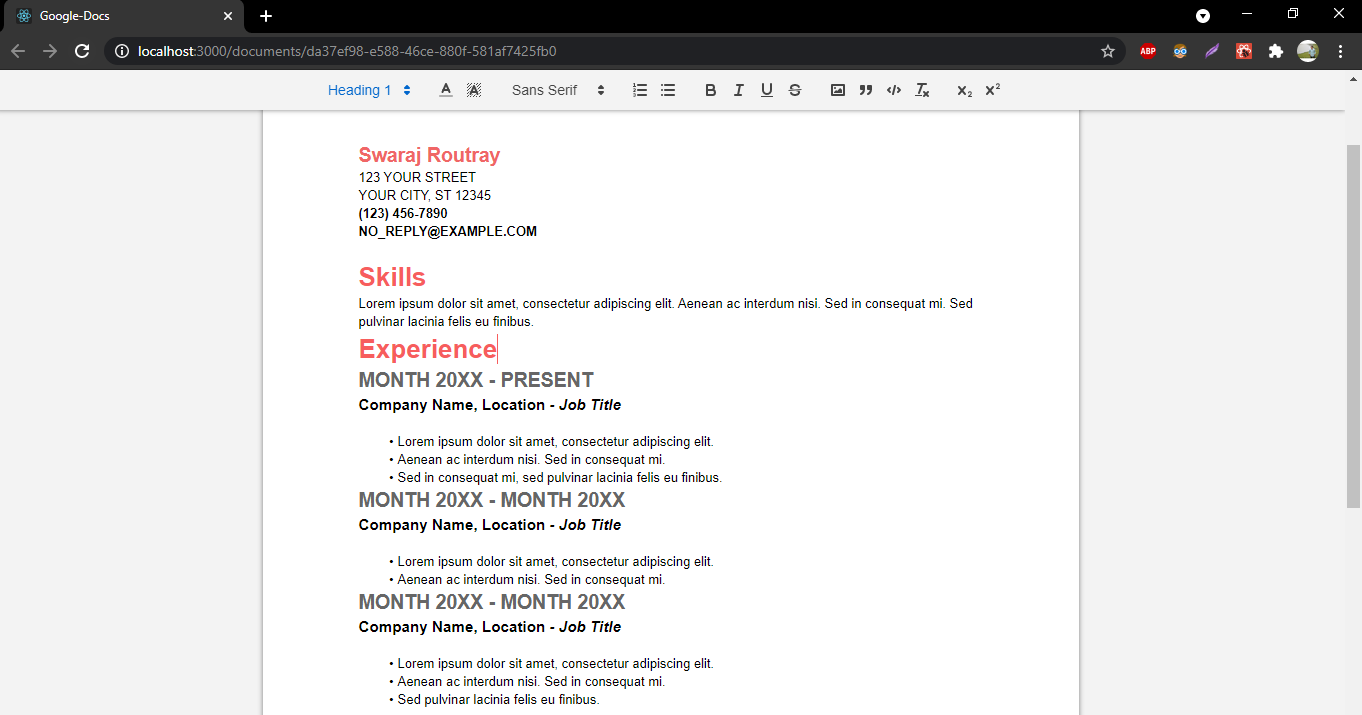 Google-Docs
localhost:3000/documents/da37ef98-e588-46ce-880f-581af7425fb0
ABP
Heading 1 A A Sans Serif B I U S T X2 X2
Swaraj Routray
123 YOUR STREET
YOUR CITY, ST 12345
(123) 456-7890
NO_REPLY@EXAMPLE.COM
Skills
Lorem ipsum dolor sit amet, consectetur adipiscing elit. Aenean ac interdum nisi. Sed in consequat mi. Sed
pulvinar lacinia felis eu finibus.
Experience
MONTH 20XX - PRESENT
Company Name, Location - Job Title
• Lorem ipsum dolor sit amet, consectetur adipiscing elit.
• Aenean ac interdum nisi. Sed in consequat mi.
• Sed in consequat mi, sed pulvinar lacinia felis eu finibus.
MONTH 20XX - MONTH 20XX
Company Name, Location - Job Title
• Lorem ipsum dolor sit amet, consectetur adipiscing elit.
• Aenean ac interdum nisi. Sed in consequat mi.
MONTH 20XX - MONTH 20XX
Company Name, Location - Job Title
• Lorem ipsum dolor sit amet, consectetur adipiscing elit.
• Aenean ac interdum nisi. Sed in consequat mi.
• Sed pulvinar lacinia felis eu finibus.